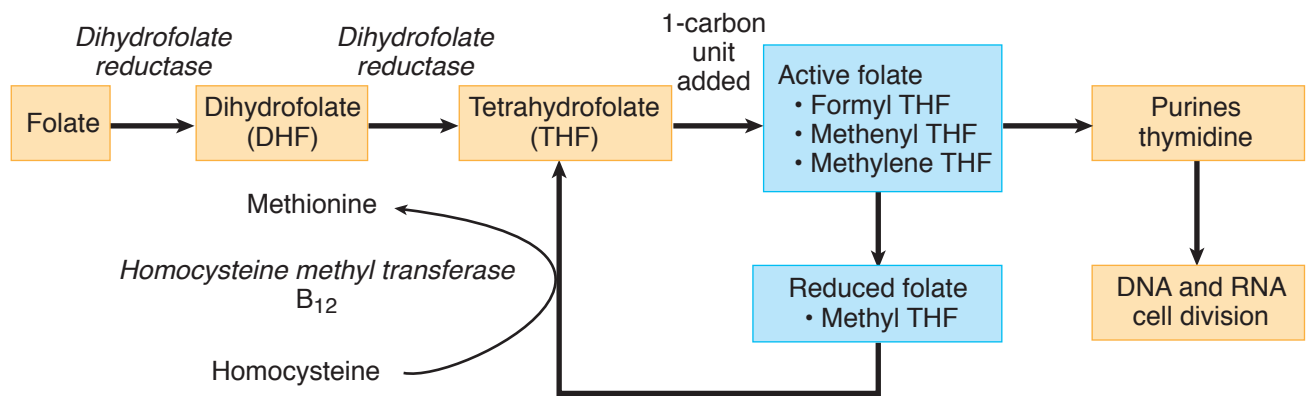 Dihydrofolate
reductase
Dihydrofolate
reductase
1-carbon
unit
added
Folate
Dihydrofolate
(DHF)
Tetrahydrofolate
(THF)
Active folate
• Formyl THF
• Methenyl THF
• Methylene THF
Purines
thymidine
Methionine
Homocysteine methyl transferase
B₁₂
Homocysteine
Reduced folate
• Methyl THF
DNA and RNA
cell division